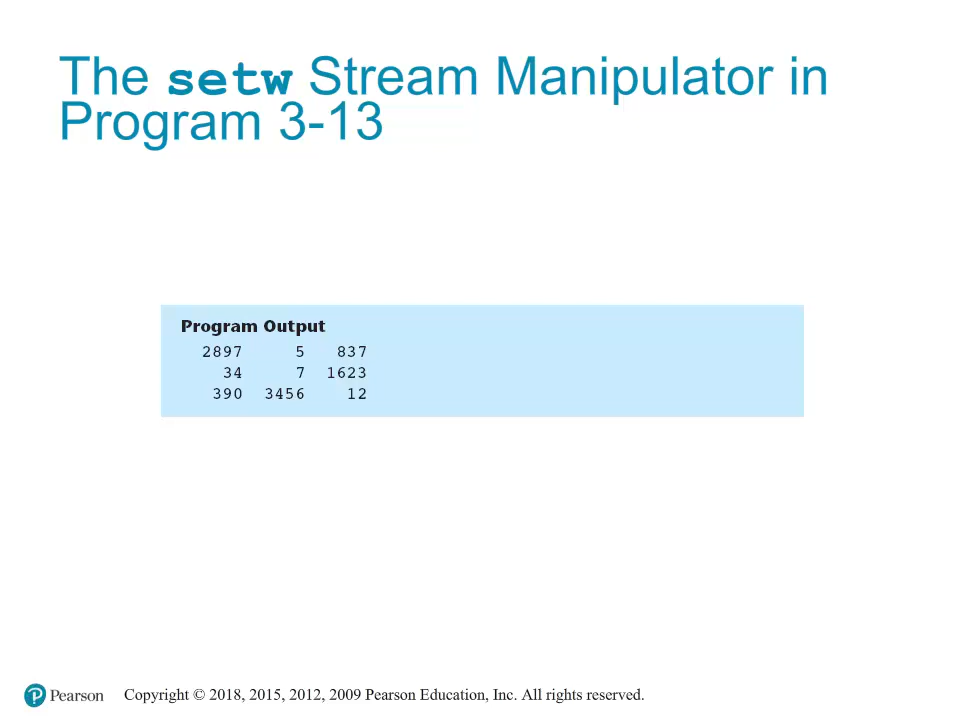 The setw Stream Manipulator in
Program 3-13
Program Output
2897 5 837
34 7 1623
390 3456 12
Pearson Copyright © 2018, 2015, 2012, 2009 Pearson Education, Inc. All rights reserved.